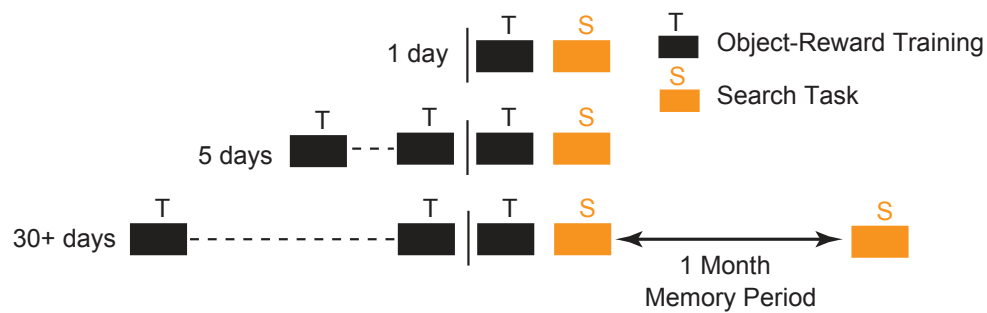 T S T Object-Reward Training
1 day
S Search Task
T T T S
5 days
T T T S S
30+ days
1 Month
Memory Period